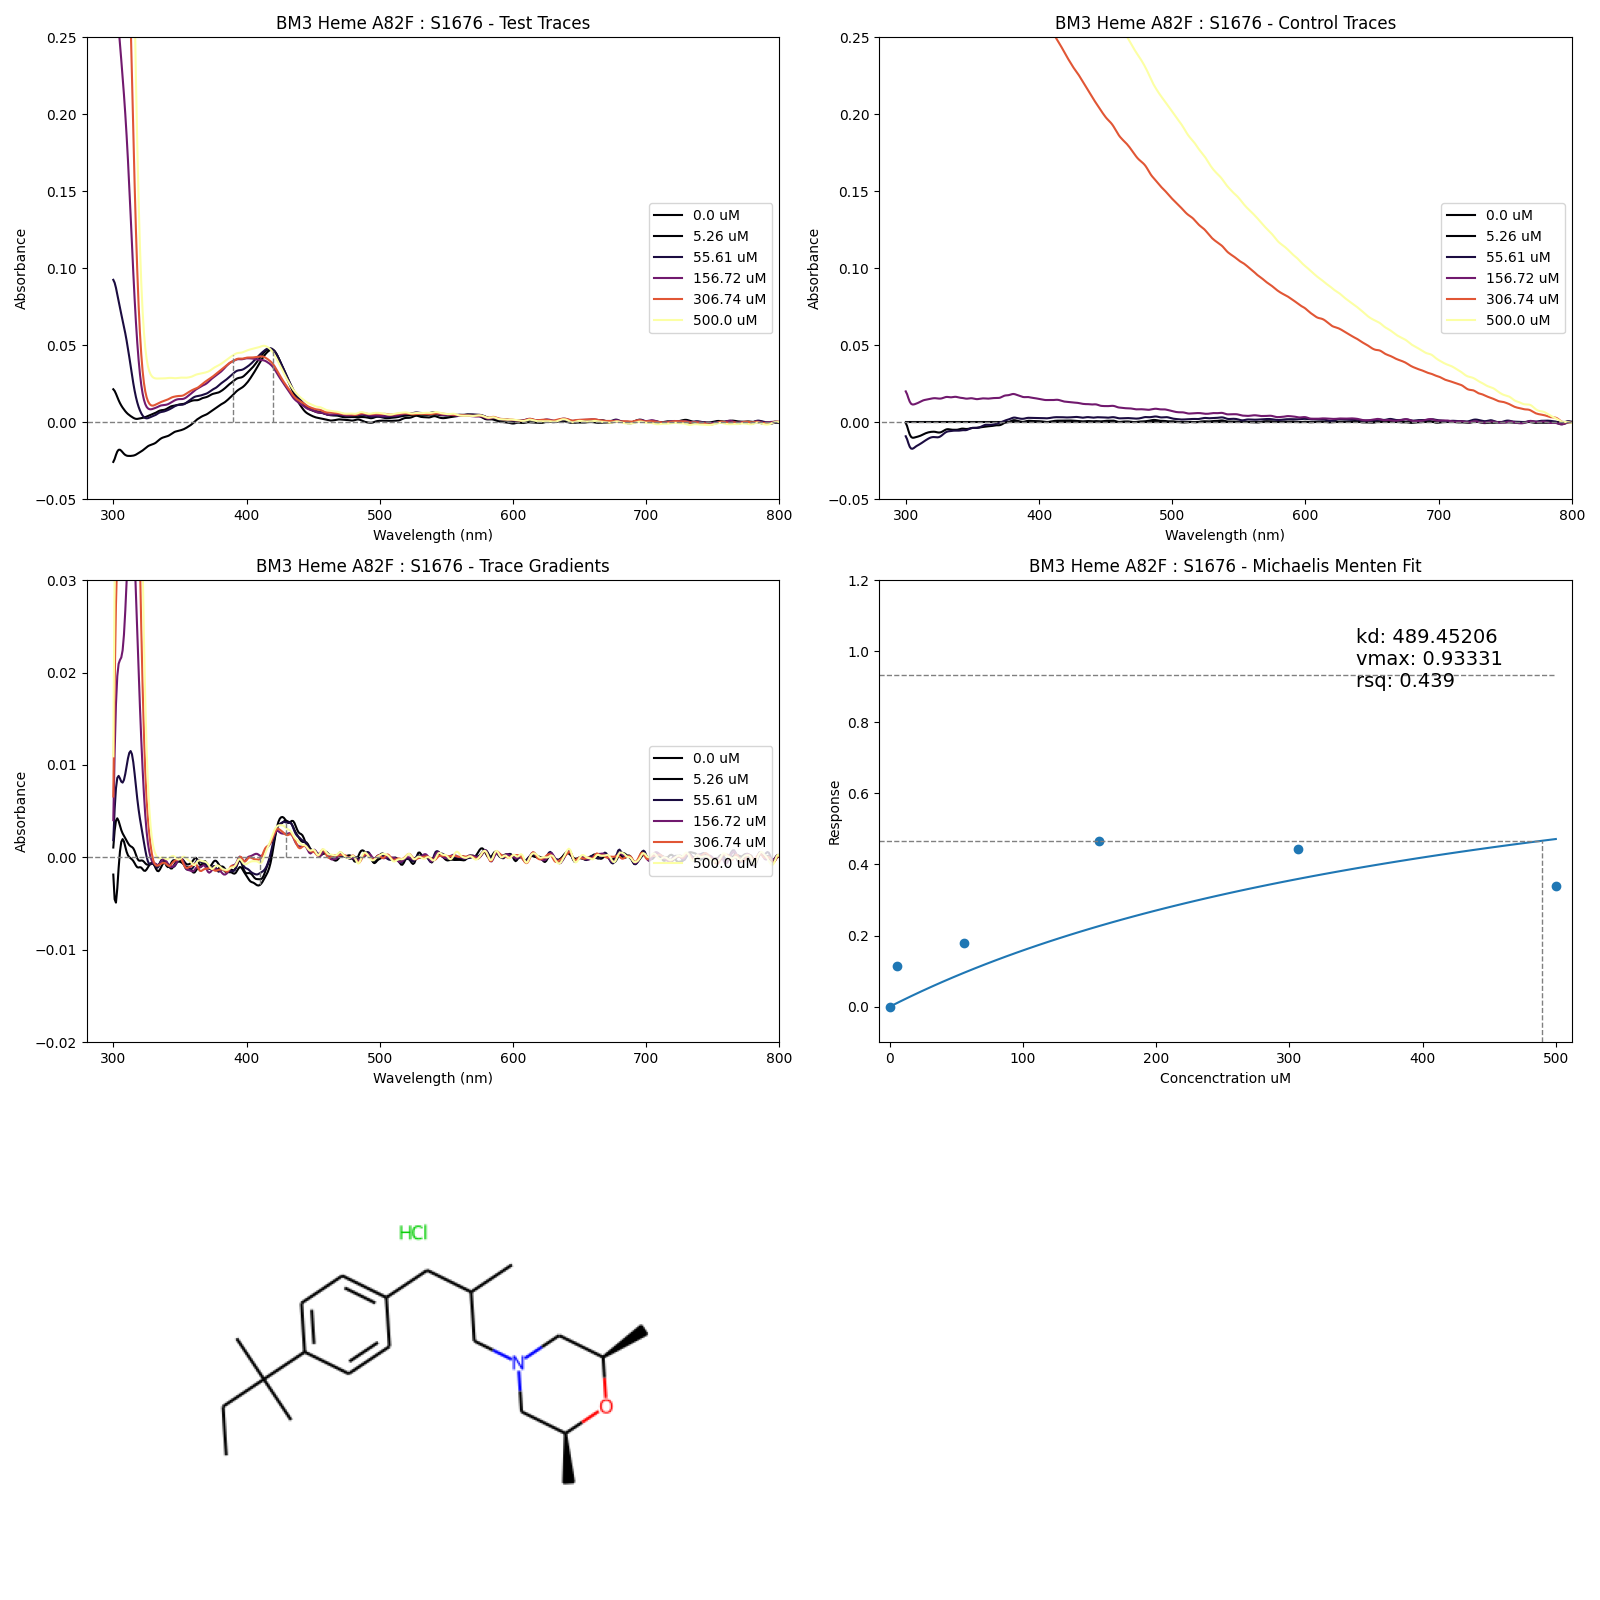 BM3 Heme A82F : S1676 - Test Traces
0.25
0.20
0.15
0.10
0.05
0.00
−0.05
Absorbance
300
400
500
600
700
800
Wavelength (nm)
0.0 uM
5.26 uM
55.61 uM
156.72 uM
306.74 uM
500.0 uM
BM3 Heme A82F : S1676 - Control Traces
0.25
0.20
0.15
0.10
0.05
0.00
−0.05
Absorbance
300
400
500
600
700
800
Wavelength (nm)
0.0 uM
5.26 uM
55.61 uM
156.72 uM
306.74 uM
500.0 uM
BM3 Heme A82F : S1676 - Trace Gradients
0.03
0.02
0.01
0.00
−0.01
−0.02
Absorbance
300
400
500
600
700
800
Wavelength (nm)
0.0 uM
5.26 uM
55.61 uM
156.72 uM
306.74 uM
500.0 uM
BM3 Heme A82F : S1676 - Michaelis Menten Fit
1.2
1.0
0.8
0.6
0.4
0.2
0.0
Response
kd: 489.45206
vmax: 0.93331
rsq: 0.439
0
100
200
300
400
500
Concenctration uM
HCl
N
O